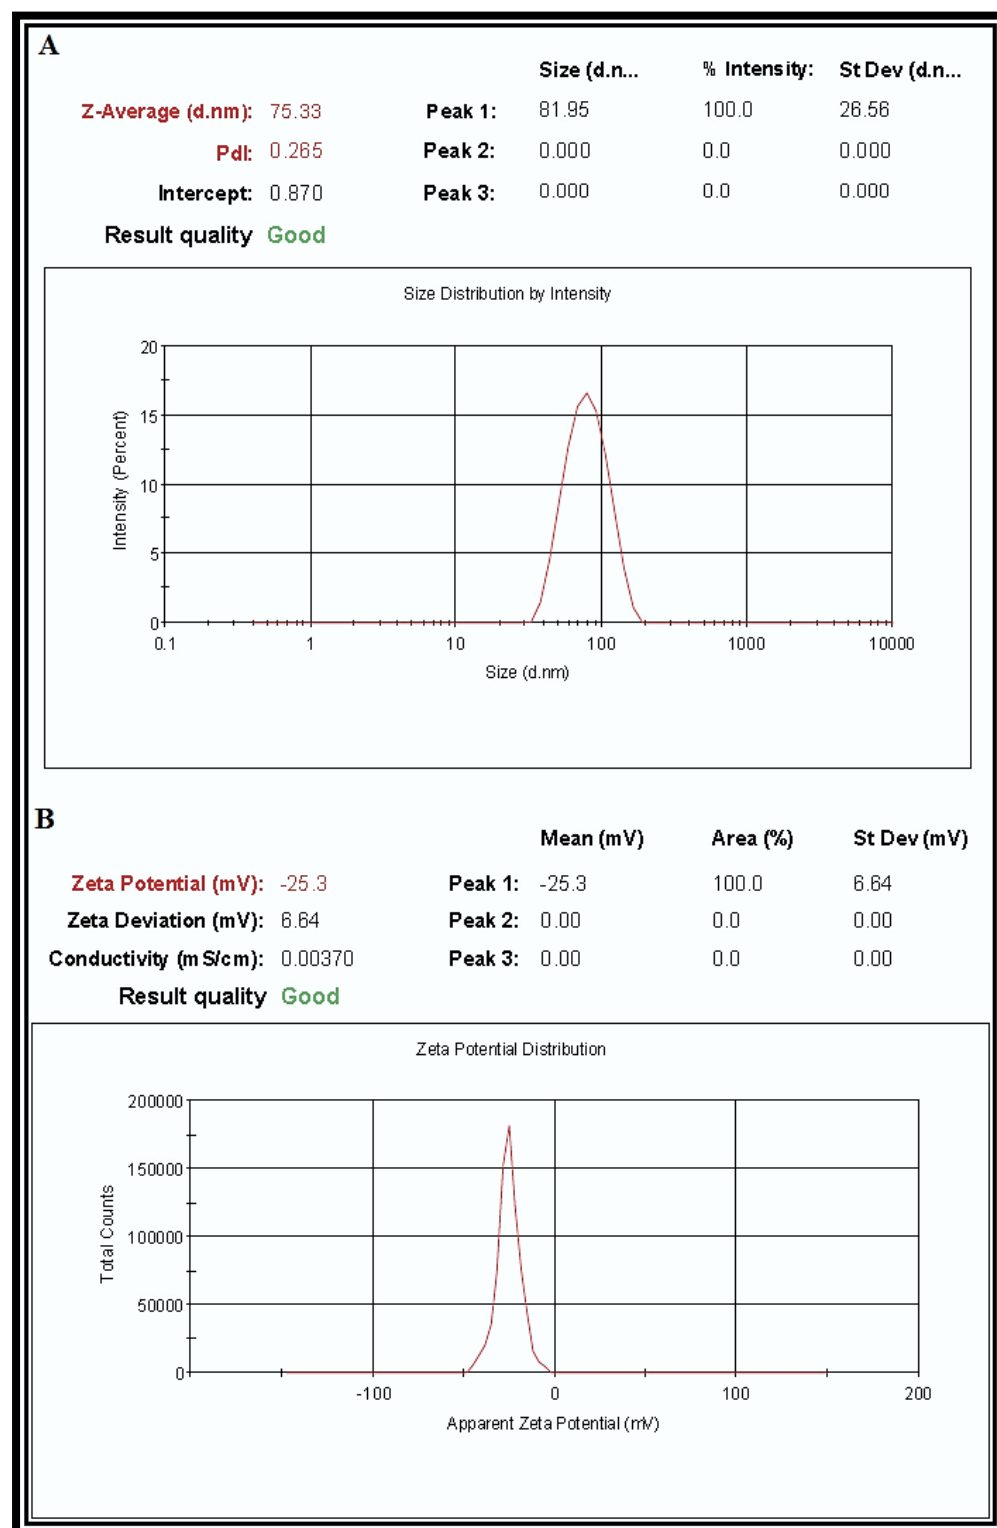 A
Size (d.n... % Intensity: St Dev (d.n...
Z-Average (d.nm): 75.33 Peak 1: 81.95 100.0 26.56
PdI: 0.265 Peak 2: 0.000 0.0 0.000
Intercept: 0.870 Peak 3: 0.000 0.0 0.000
Result quality Good
Size Distribution by Intensity
20
15
10
5
0
Intensity (Percent)
0.1 1 10 100 1000 10000
Size (d.nm)
B
Mean (mV) Area (%) St Dev (mV)
Zeta Potential (mV): -25.3 Peak 1: -25.3 100.0 6.64
Zeta Deviation (mV): 6.64 Peak 2: 0.00 0.0 0.00
Conductivity (mS/cm): 0.00370 Peak 3: 0.00 0.0 0.00
Result quality Good
Zeta Potential Distribution
200000
150000
100000
50000
0
Total Counts
-100 0 100 200
Apparent Zeta Potential (mV)